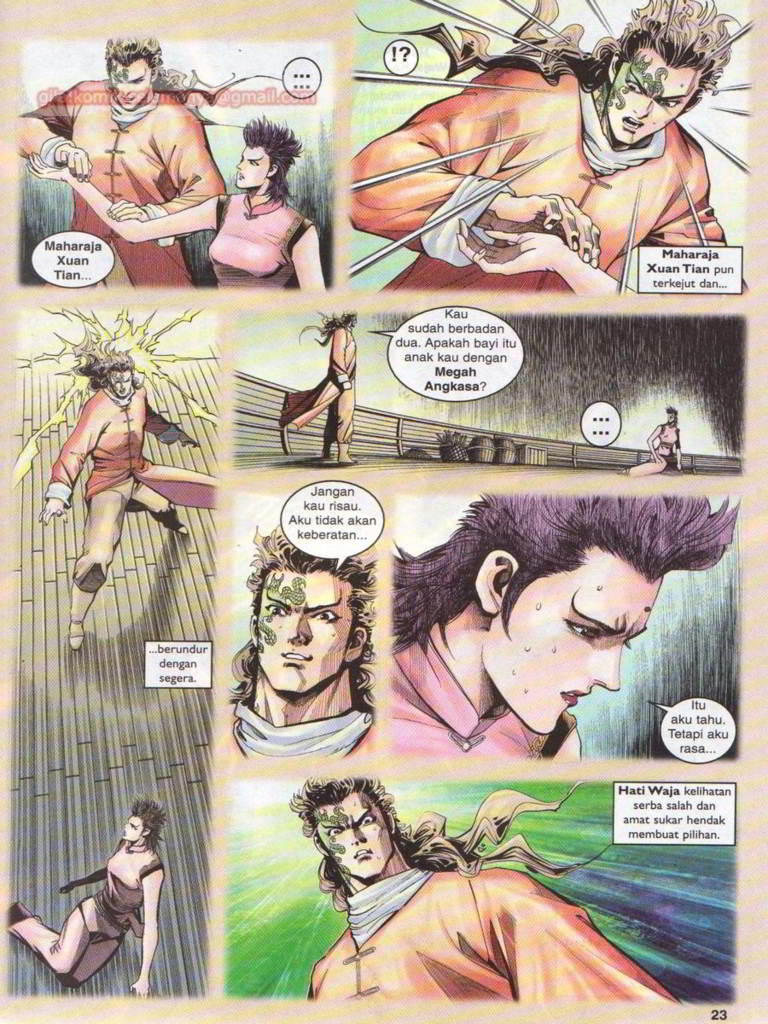 ...
...
Maharaja
Xuan
Tian...
!?
Maharaja
Xuan Tian pun
terkejut dan...
...berundur
dengan
segera.
Kau
sudah berbadan
dua. Apakah bayi itu
anak kau dengan
Megah
Angkasa?
...
...
Jangan
kau risau.
Aku tidak akan
keberatan...
Itu
aku tahu.
Tetapi aku
rasa...
Hati Waja kelihatan
serba salah dan
amat sukar hendak
membuat pilihan.
23